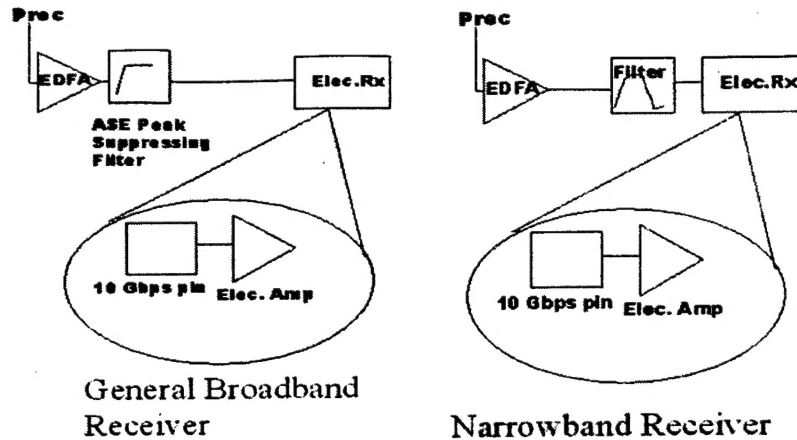 Prec
EDFA
Elec.Rx
ASE Peak
Suppressing
Filter
10 Gbps pin
Elec. Amp
General Broadband
Receiver
Prec
EDFA
Filter
Elec.Rx
10 Gbps pin
Elec. Amp
Narrowband Receiver